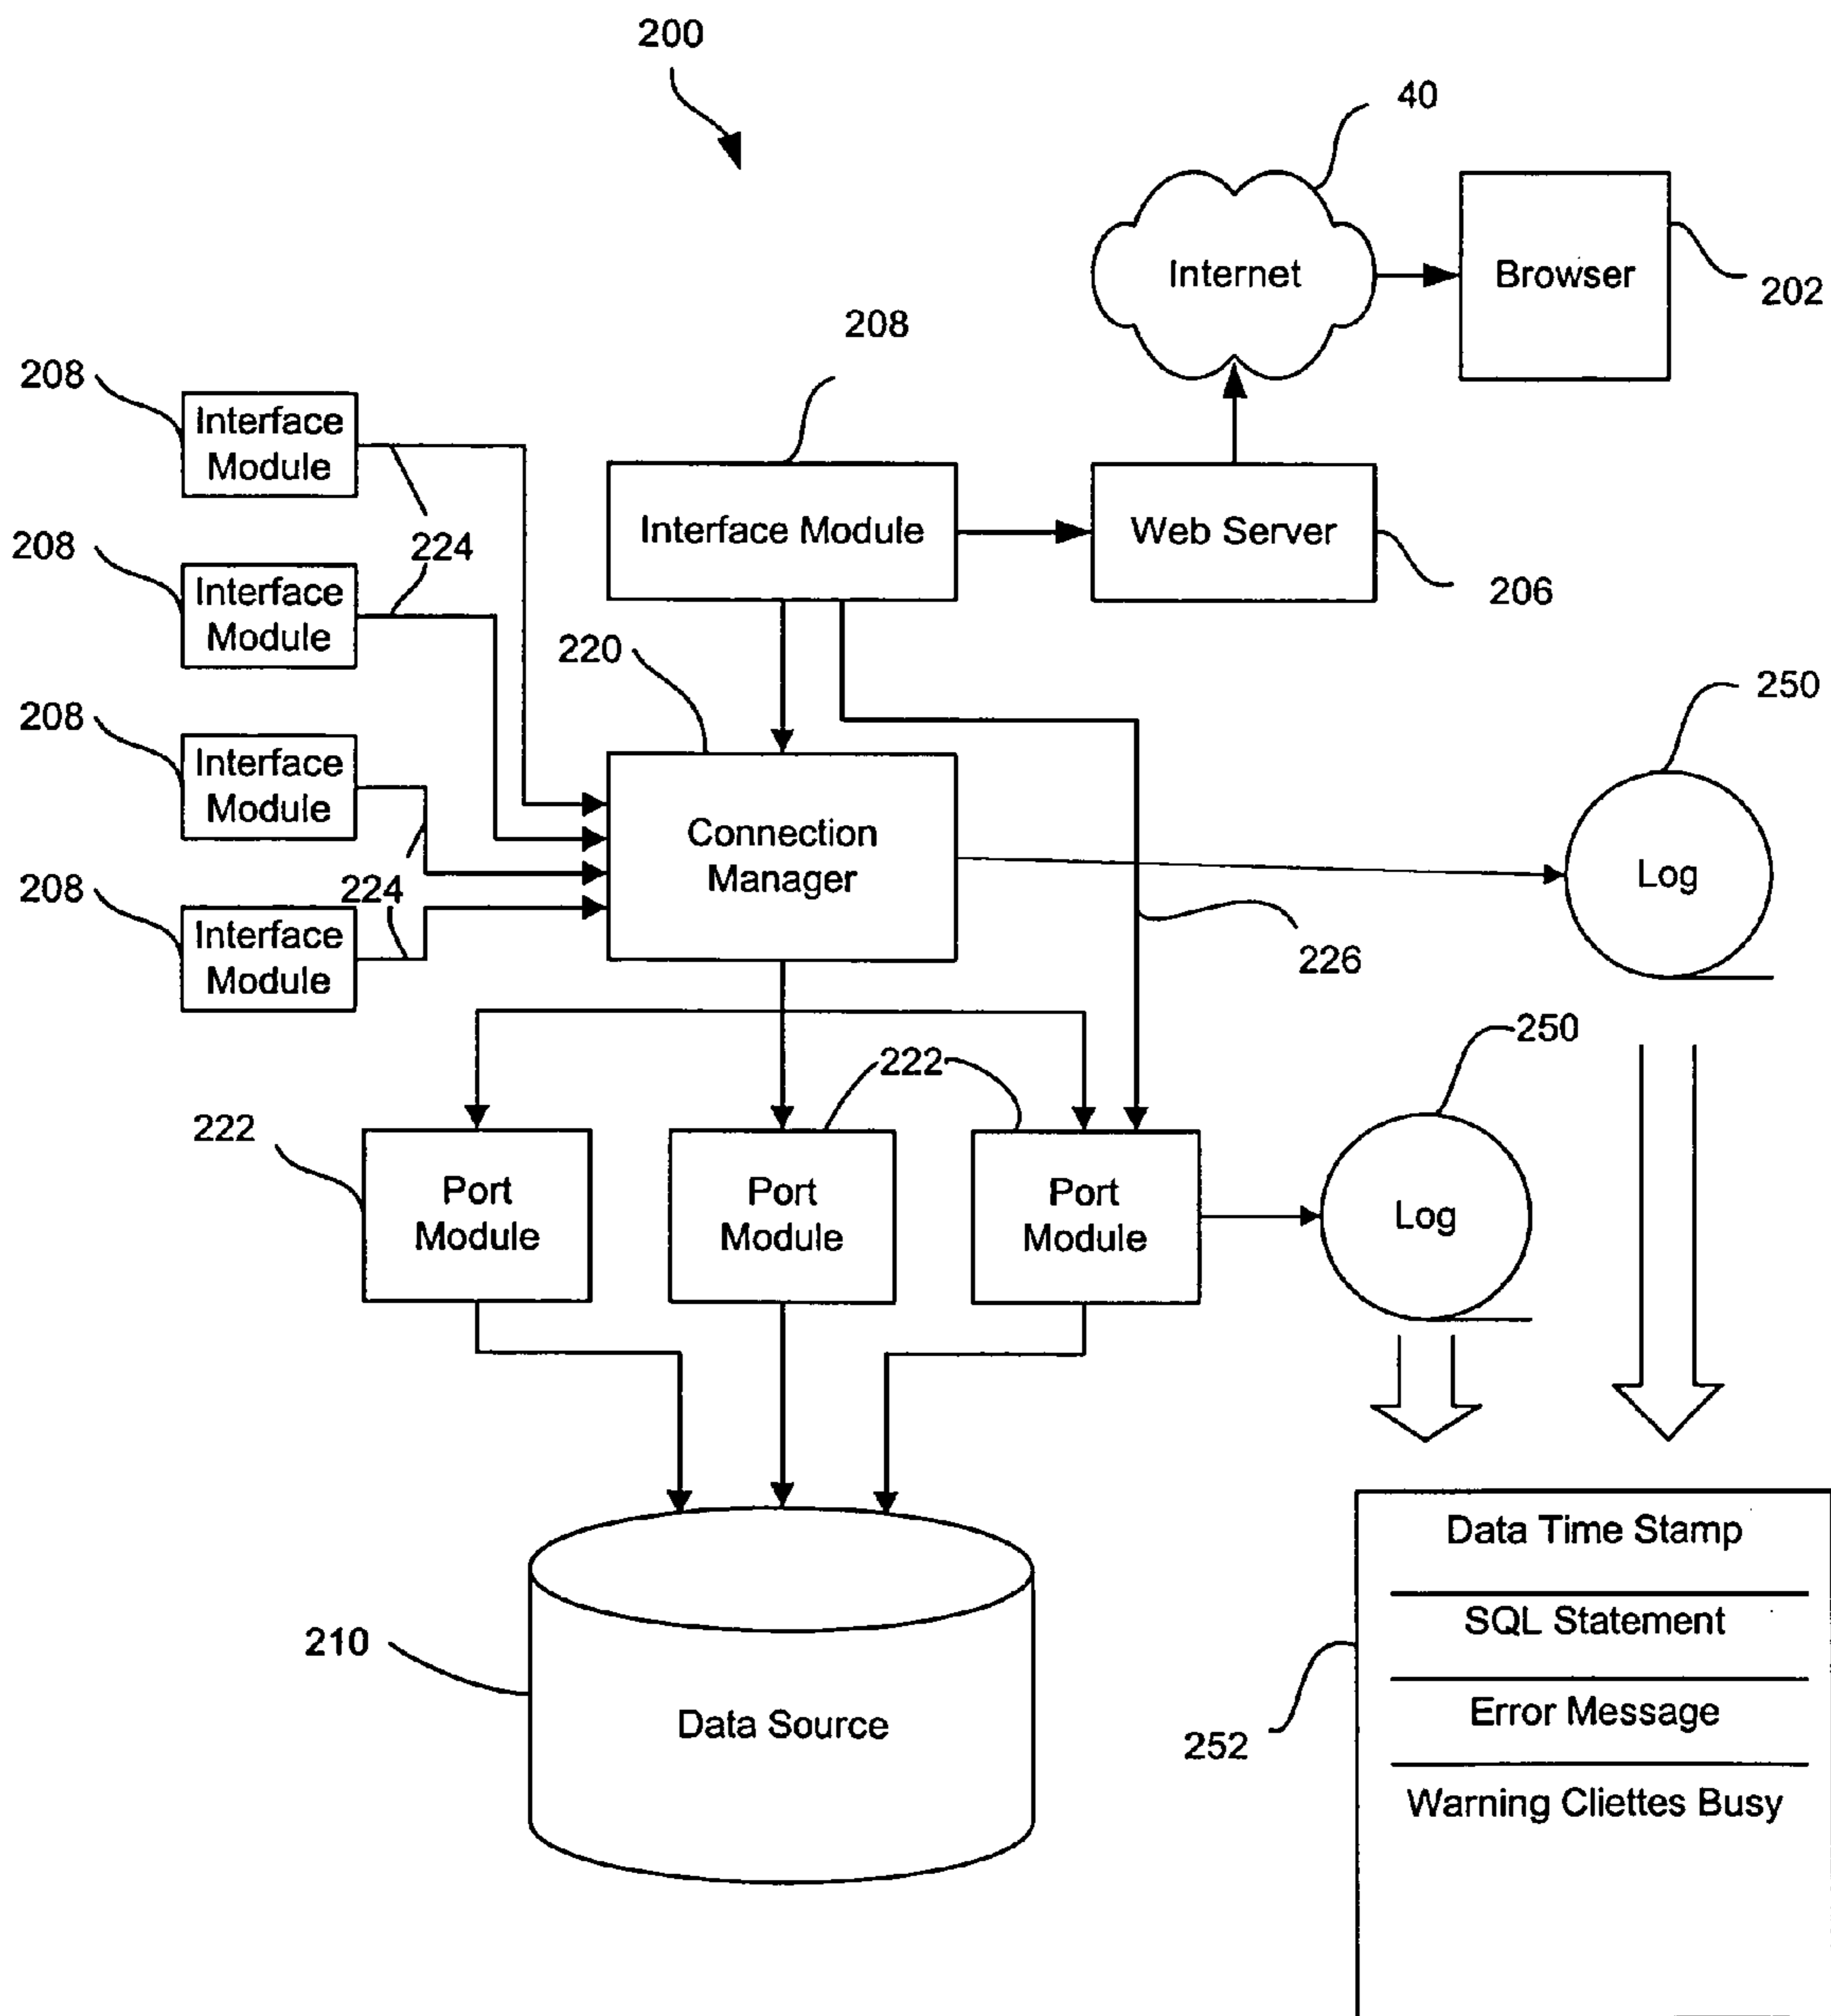 200
40
Internet
Browser
202
208
208
Interface
Module
Interface Module
Web Server
206
208
224
Interface
Module
220
208
Interface
Module
250
Connection
Manager
Log
208
224
Interface
Module
226
250
222
222
Port
Module
Port
Module
Port
Module
Log
Data Time Stamp
SQL Statement
210
Data Source
Error Message
252
Warning Cliettes Busy